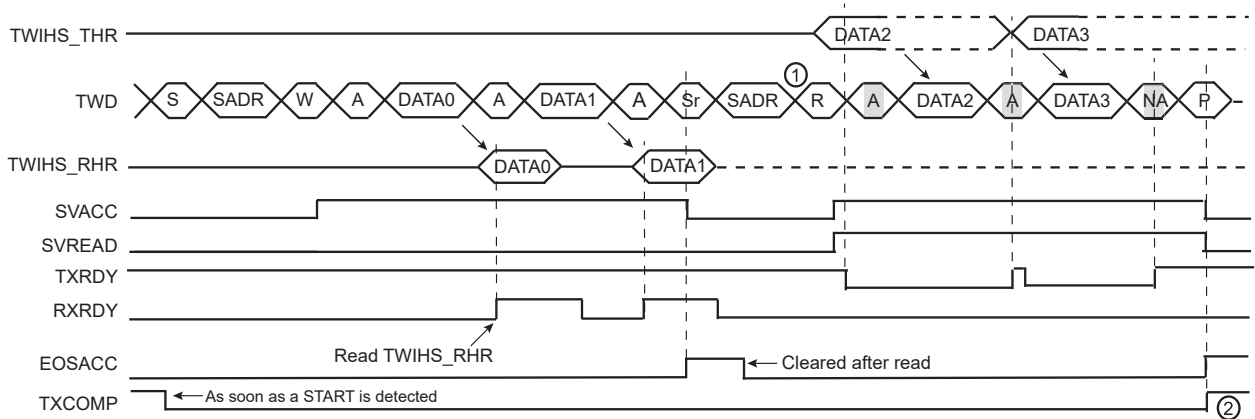 TWIHS_THR DATA2 DATA3
1
TWD S SADR W A DATA0 A DATA1 A Sr SADR R A DATA2 A DATA3 NA P
TWIHS_RHR DATA0 DATA1
SVACC
SVREAD
TXRDY
RXRDY
Read TWIHS_RHR
EOSACC Cleared after read
As soon as a START is detected
TXCOMP 2